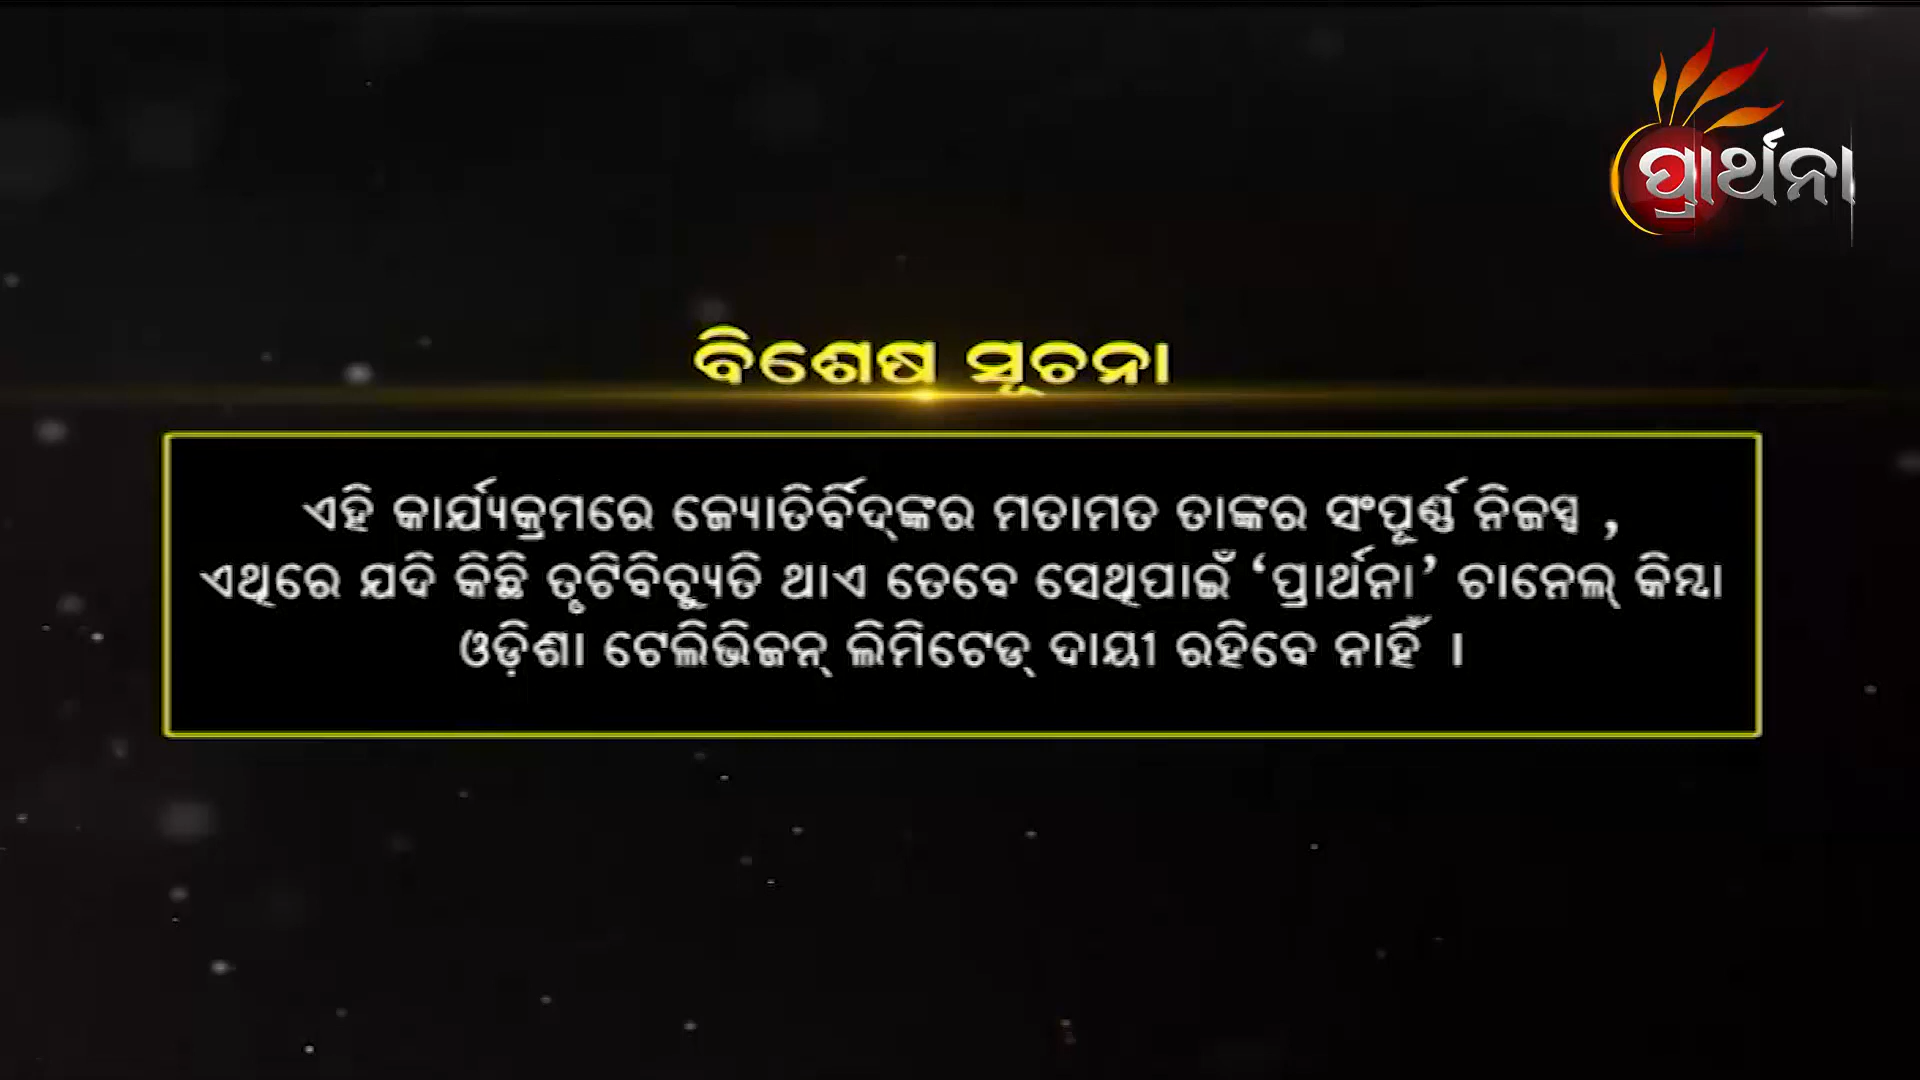 ପ୍ରାର୍ଥନା
ବିଶେଷ ସୂଚନା
ଏହି କାର୍ଯ୍ୟକ୍ରମରେ ଜ୍ୟୋତିର୍ବିଦ୍‌ଙ୍କର ମତାମତ ତାଙ୍କର ସଂପୂର୍ଣ୍ଣ ନିଜସ୍ୱ ,
ଏଥିରେ ଯଦି କିଛି ତୃଟିବିଚ୍ୟୁତି ଥାଏ ତେବେ ସେଥିପାଇଁ ‘ପ୍ରାର୍ଥନା’ ଚାନେଲ୍ କିମ୍ୱା
ଓଡ଼ିଶା ଟେଲିଭିଜନ୍ ଲିମିଟେଡ୍ ଦାୟୀ ରହିବେ ନାହିଁ ।